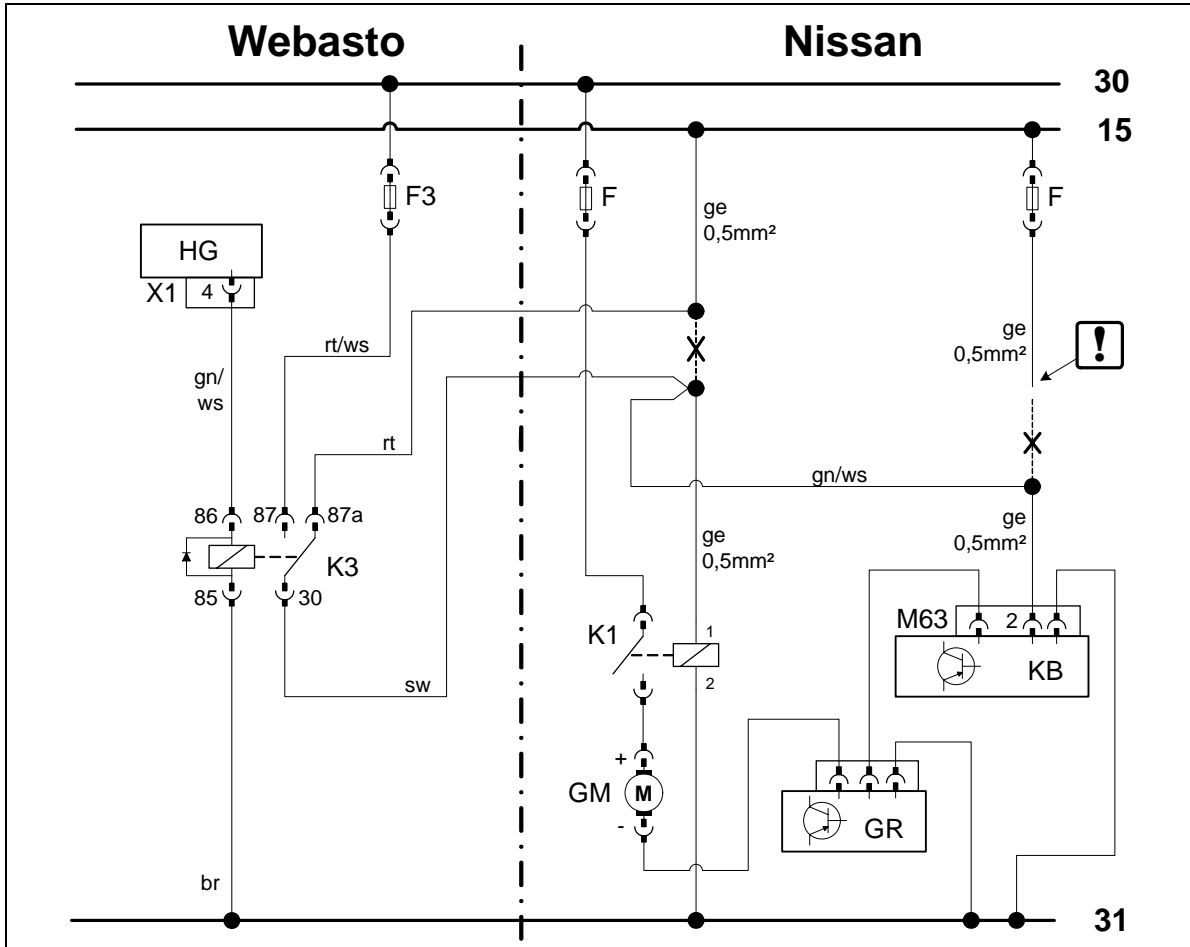 Webasto
Nissan
30
15
F3
F
F
ge
0,5mm²
HG
X1
4
rt/ws
ge
0,5mm²
!
gn/
ws
rt
gn/ws
86
87
87a
ge
0,5mm²
ge
0,5mm²
K3
85
30
M63
2
K1
1
KB
sw
2
+
GM
M
-
GR
br
31